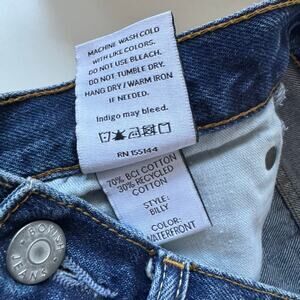 MACHINE WASH COLD
WITH LIKE COLORS.
DO NOT USE BLEACH.
DO NOT TUMBLE DRY.
HANG DRY / WARM IRON
IF NEEDED.
Indigo may bleed.
RN 155144
70% BCI COTTON
30% RECYCLED
COTTON
STYLE:
BILLY
COLOR:
WATERFRONT
JEANS